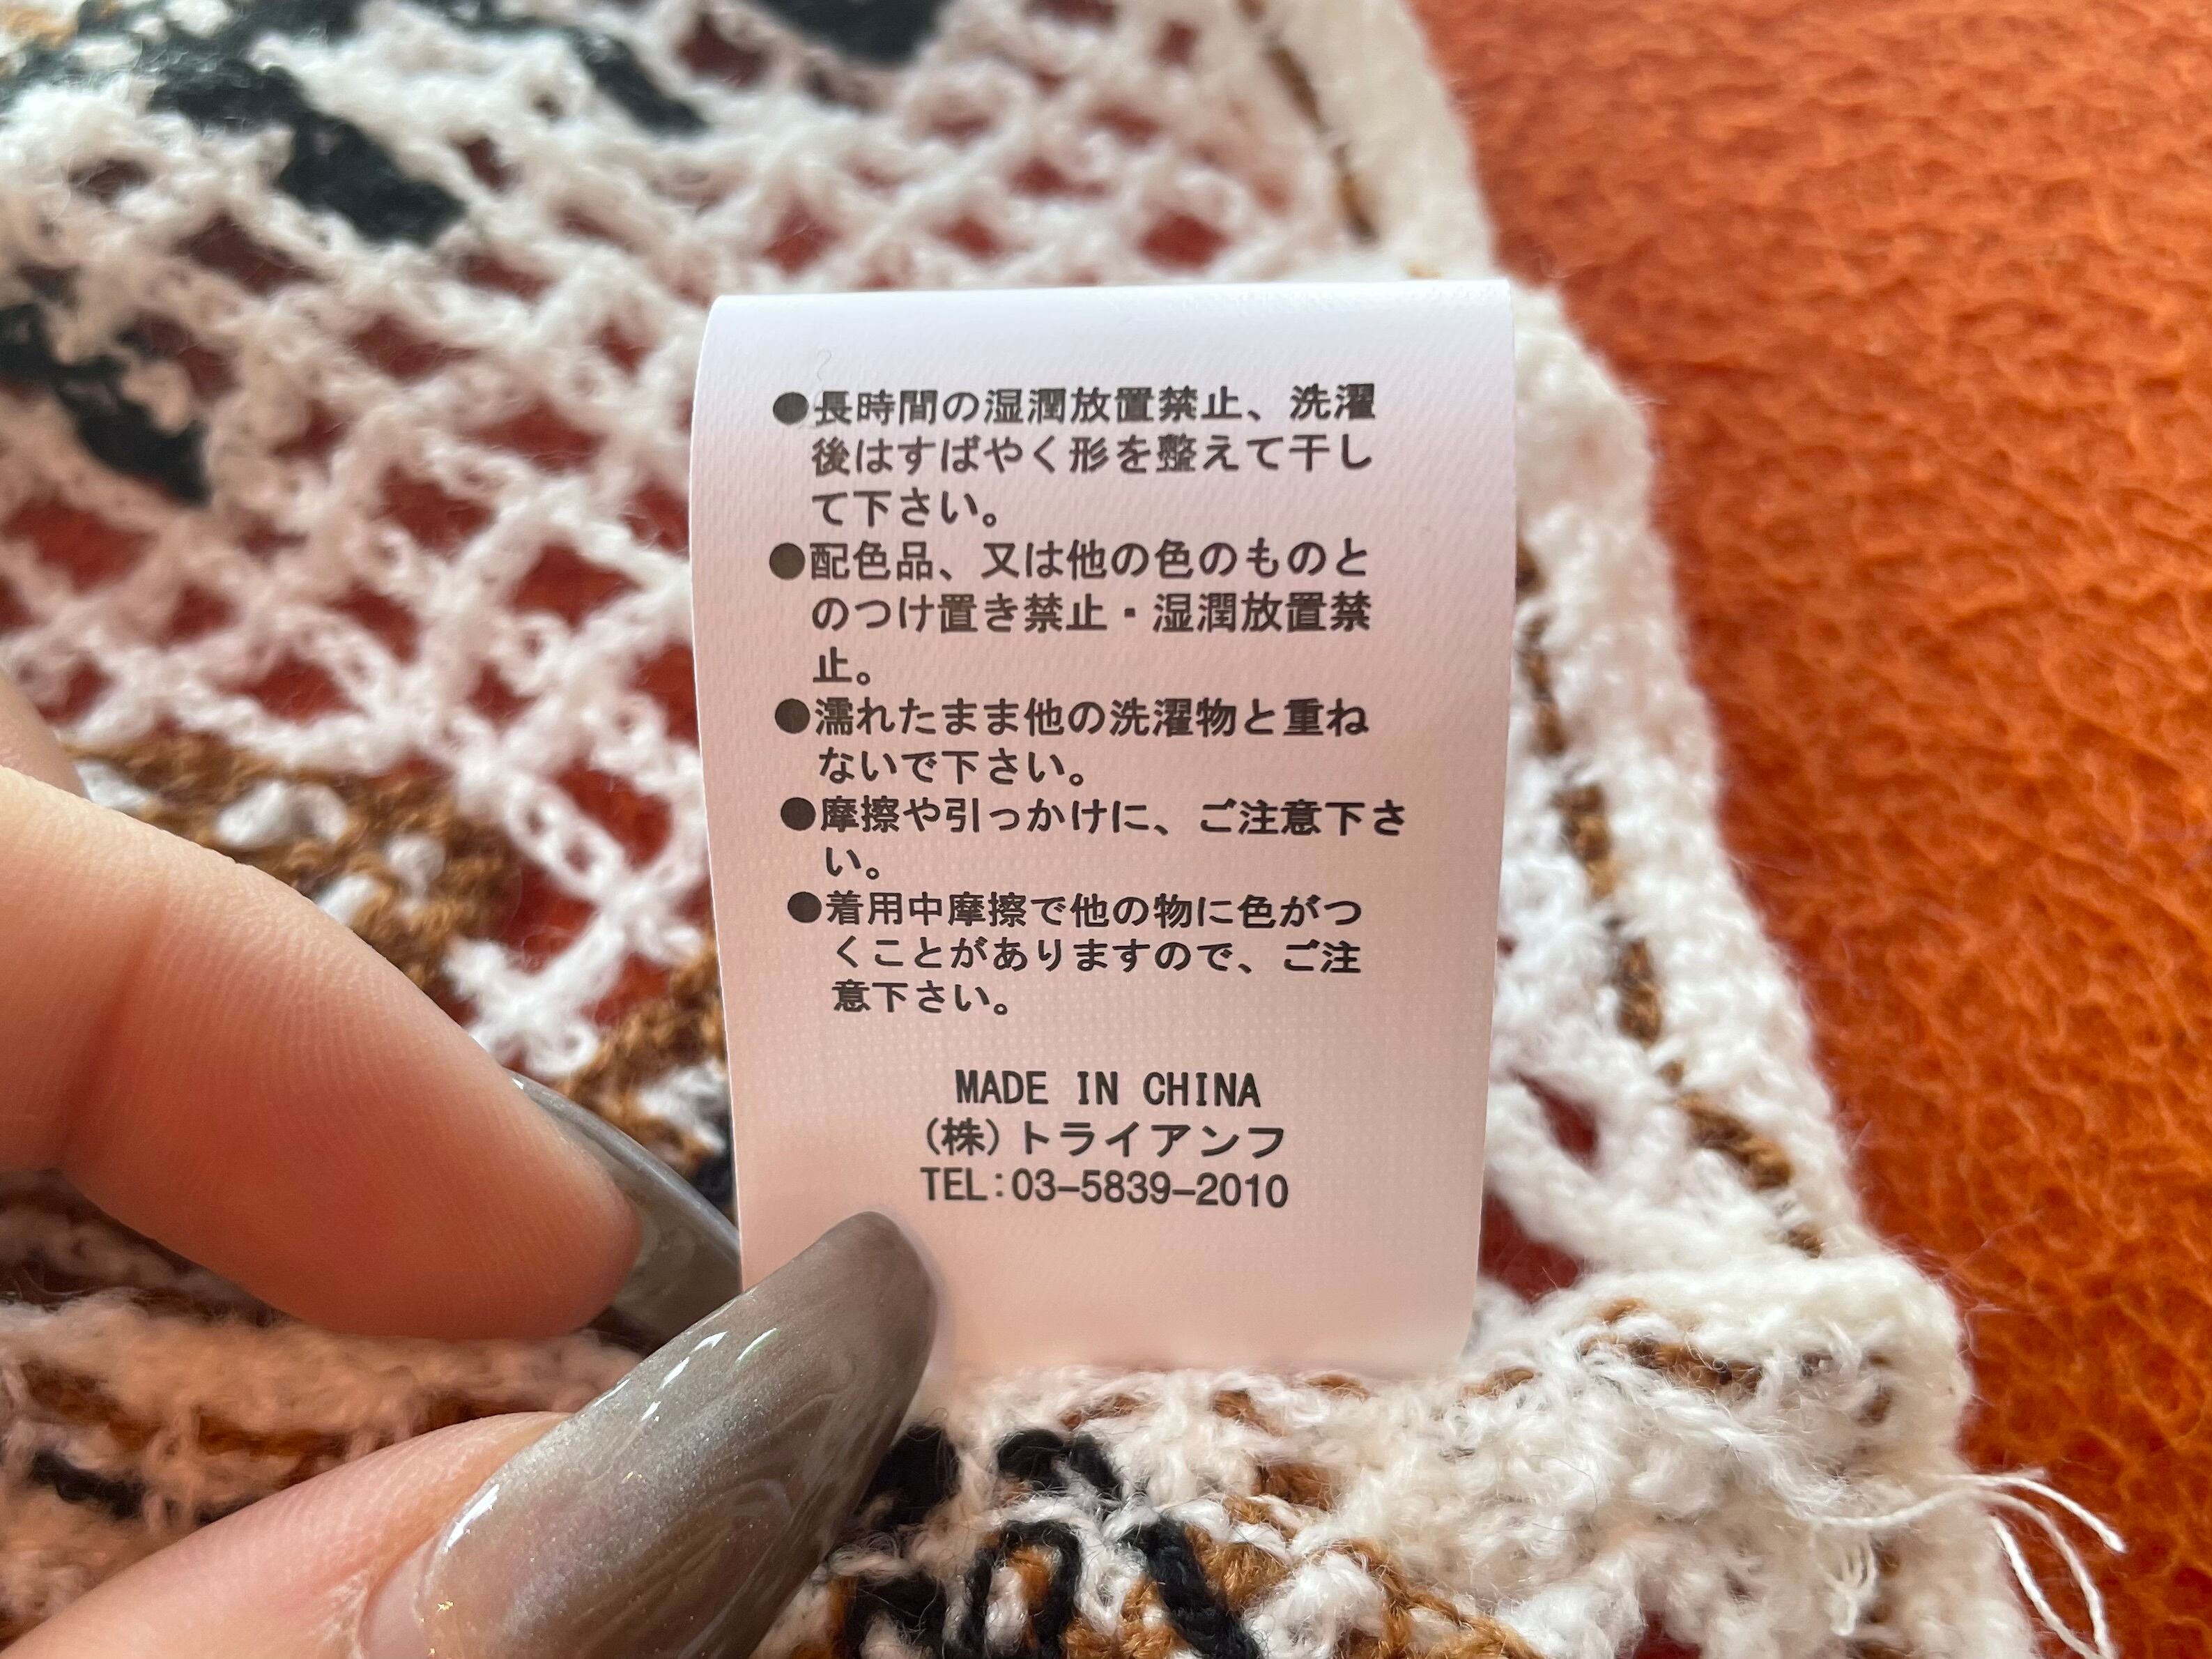 ●長時間の湿潤放置禁止、洗濯
後はすばやく形を整えて干し
て下さい。
●配色品、又は他の色のものと
のつけ置き禁止・湿潤放置禁
止。
●濡れたまま他の洗濯物と重ね
ないで下さい。
●摩擦や引っかけに、ご注意下さ
い。
●着用中摩擦で他の物に色がつ
くことがありますので、ご注
意下さい。
MADE IN CHINA
(株)トライアンフ
TEL:03-5839-2010